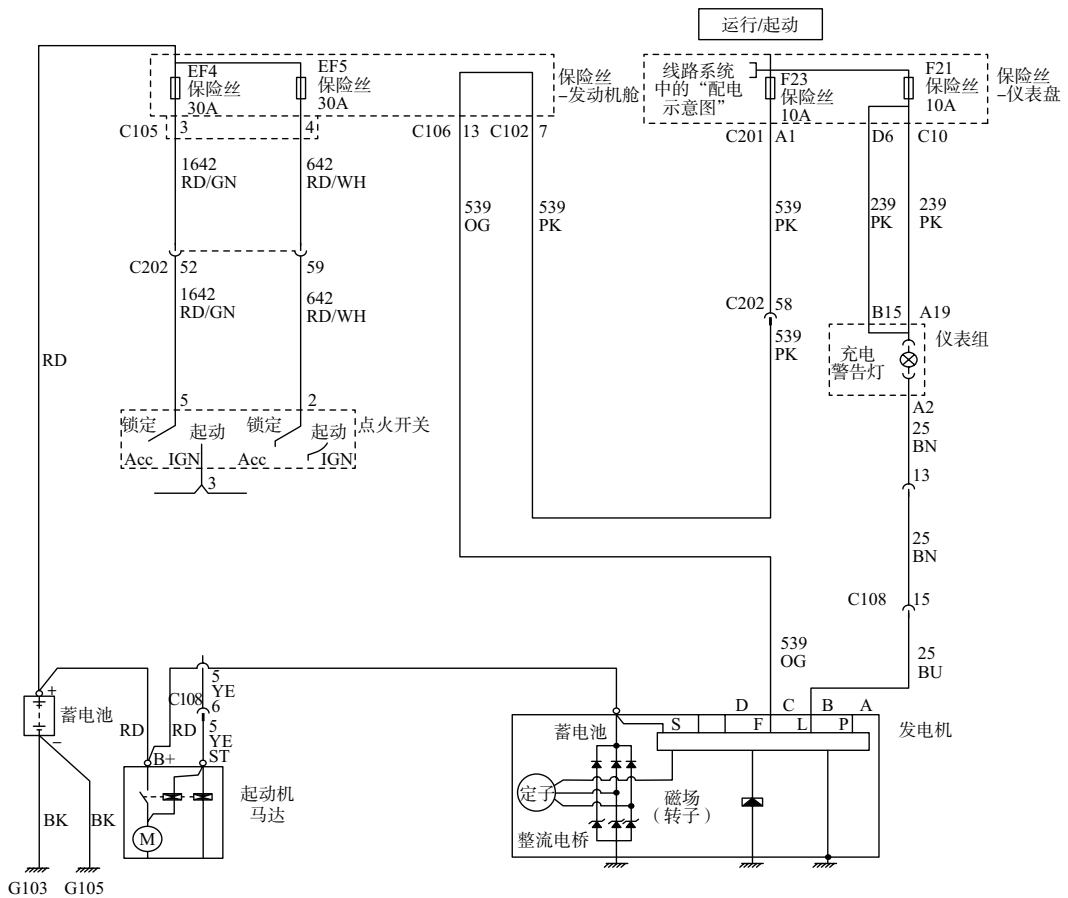 运行/起动
EF4
保险丝
30A
EF5
保险丝
30A
保险丝
–发动机舱
线路系统
中的“配电
示意图”
F23
保险丝
10A
F21
保险丝
10A
保险丝
–仪表盘
C105 3 4
C106 13 C102 7
C201 A1
D6 C10
1642
RD/GN
642
RD/WH
539
OG
539
PK
539
PK
239
PK
239
PK
C202 52 59
1642
RD/GN
642
RD/WH
C202 58
539
PK
B15 A19
仪表组
充电
警告灯
A2
25
BN
RD
5 2
锁定
起动
锁定
起动
点火开关
Acc IGN Acc IGN
3
13
25
BN
C108 15
539
OG
25
BU
5
YE
C108
6
5
YE
ST
+
蓄电池
–
RD RD
B+
起动机
马达
M
BK BK
G103 G105
D C B A
S F L P
发电机
蓄电池
定子
磁场
（转子）
整流电桥